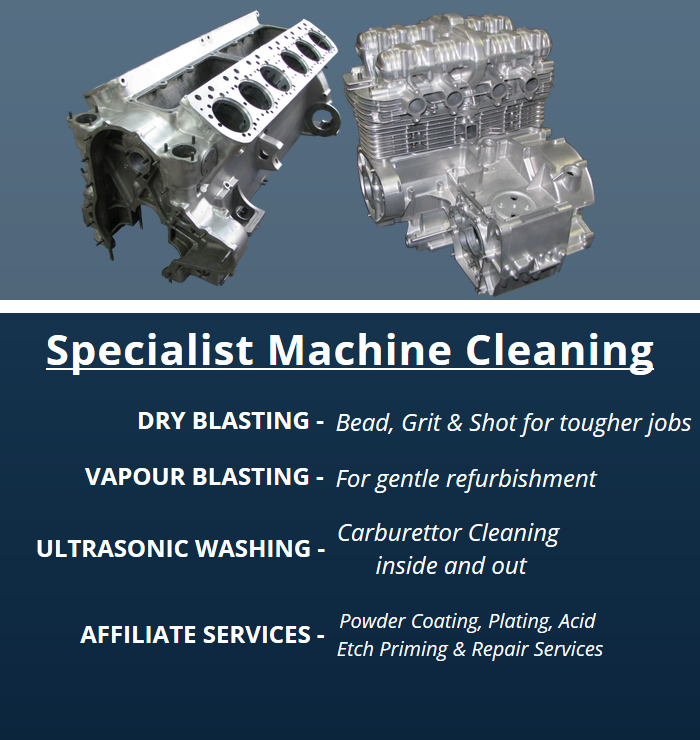 Specialist Machine Cleaning
DRY BLASTING - Bead, Grit & Shot for tougher jobs
VAPOUR BLASTING - For gentle refurbishment
ULTRASONIC WASHING - Carburettor Cleaning
inside and out
AFFILIATE SERVICES - Powder Coating, Plating, Acid
Etch Priming & Repair Services